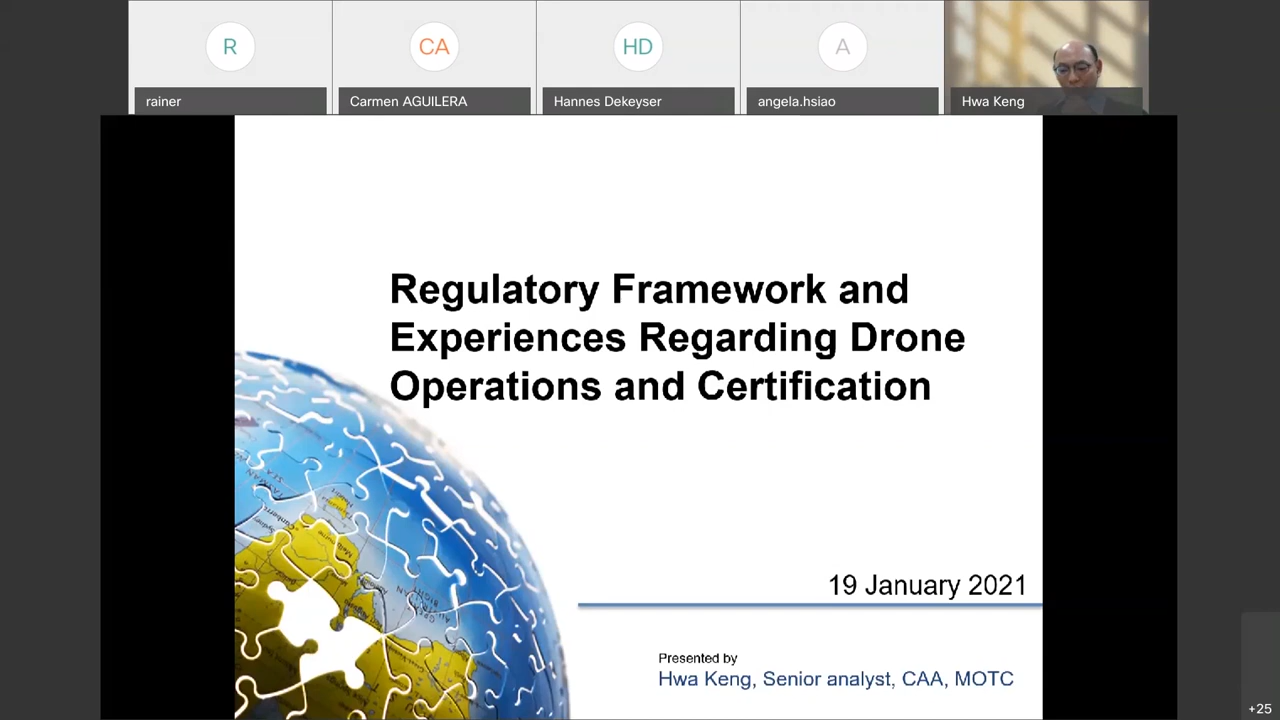 R
CA
HD
A
rainer
Carmen AGUILERA
Hannes Dekeyser
angela.hsiao
Hwa Keng
Regulatory Framework and
Experiences Regarding Drone
Operations and Certification
19 January 2021
Presented by
Hwa Keng, Senior analyst, CAA, MOTC
+25